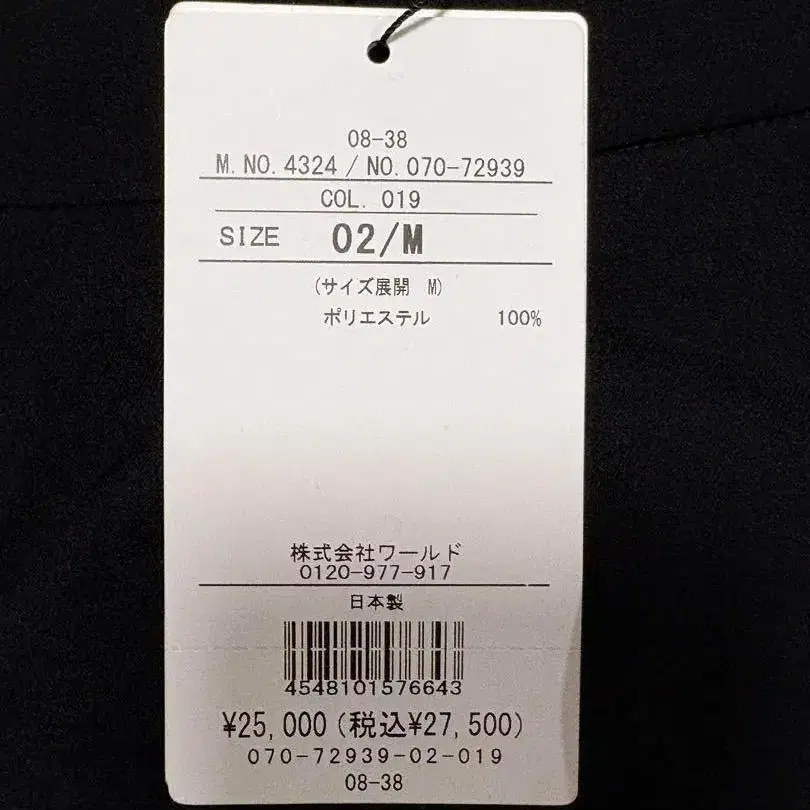 08-38
M.NO.4324 / NO.070-72939
COL. 019
SIZE 02/M
(サイズ展開 M)
ポリエステル 100%
株式会社ワールド
0120-977-917
日本製
4548101576643
¥25,000(税込¥27,500)
070-72939-02-019
08-38